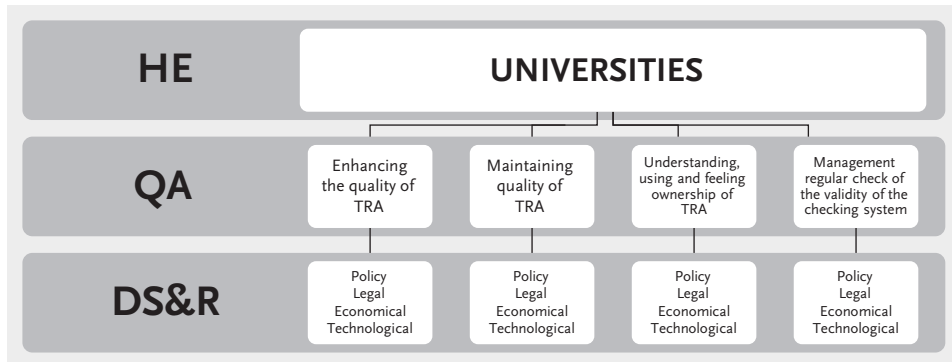 HE
UNIVERSITIES
QA
Enhancing
the quality of
TRA
Maintaining
quality of
TRA
Understanding,
using and feeling
ownership of
TRA
Management
regular check of
the validity of the
checking system
DS&R
Policy
Legal
Economical
Technological
Policy
Legal
Economical
Technological
Policy
Legal
Economical
Technological
Policy
Legal
Economical
Technological